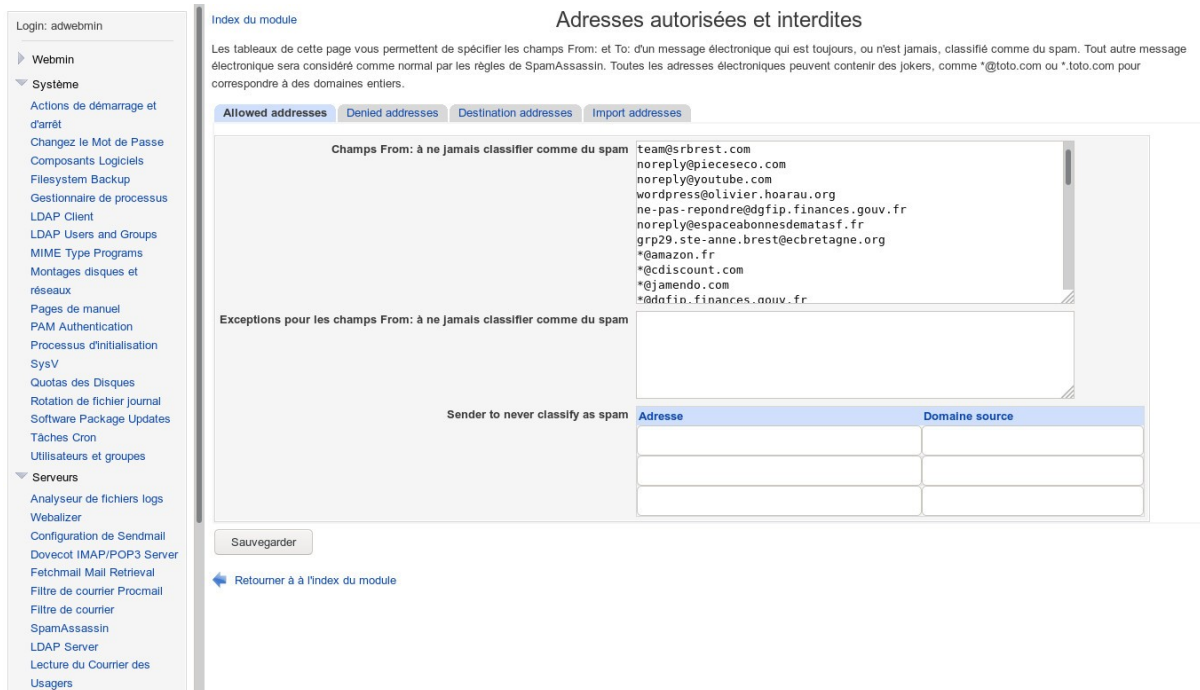 Login: adwebmin
Webmin
Système
Actions de démarrage et
d'arrêt
Changez le Mot de Passe
Composants Logiciels
Filesystem Backup
Gestionnaire de processus
LDAP Client
LDAP Users and Groups
MIME Type Programs
Montages disques et
réseaux
Pages de manuel
PAM Authentication
Processus d'initialisation
SysV
Quotas des Disques
Rotation de fichier journal
Software Package Updates
Tâches Cron
Utilisateurs et groupes
Serveurs
Analyseur de fichiers logs
Webalizer
Configuration de Sendmail
Dovecot IMAP/POP3 Server
Fetchmail Mail Retrieval
Filtre de courrier Procmail
Filtre de courrier
SpamAssassin
LDAP Server
Lecture du Courrier des
Usagers
Index du module
Adresses autorisées et interdites
Les tableaux de cette page vous permettent de spécifier les champs From: et To: d'un message électronique qui est toujours, ou n'est jamais, classifié comme du spam. Tout autre message
électronique sera considéré comme normal par les règles de SpamAssassin. Toutes les adresses électroniques peuvent contenir des jokers, comme *@toto.com ou *.toto.com pour
correspondre à des domaines entiers.
Allowed addresses Denied addresses Destination addresses Import addresses
Champs From: à ne jamais classifier comme du spam
team@srbrest.com
noreply@pieceseco.com
noreply@youtube.com
wordpress@olivier.hoarau.org
ne-pas-repondre@dgfip.finances.gouv.fr
noreply@espaceabonnesdematasf.fr
grp29.ste-anne.brest@ecbretagne.org
*@amazon.fr
*@cdiscount.com
*@jamendo.com
*@dgfip.finances.gouv.fr
Exceptions pour les champs From: à ne jamais classifier comme du spam
Sender to never classify as spam
Adresse Domaine source
Sauvegarder
Retourner à à l'index du module